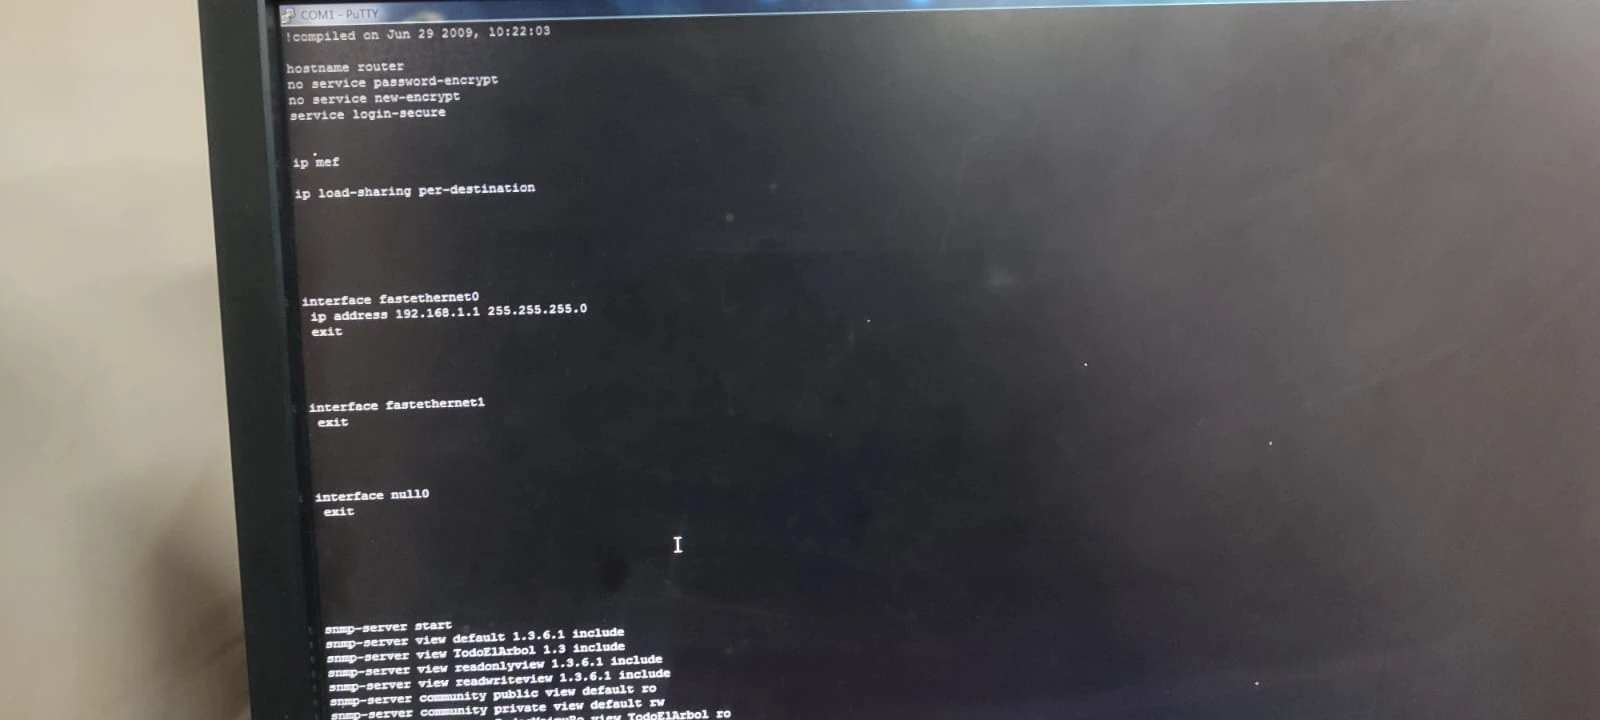 COM1 - PuTTY
!compiled on Jun 29 2009, 10:22:03
hostname router
no service password-encrypt
no service new-encrypt
service login-secure
ip mef
ip load-sharing per-destination
interface fastethernet0
ip address 192.168.1.1 255.255.255.0
exit
interface fastethernet1
exit
interface null0
exit
snmp-server start
snmp-server view default 1.3.6.1 include
snmp-server view TodoElArbol 1.3 include
snmp-server view readonlyview 1.3.6.1 include
snmp-server view readwriteview 1.3.6.1 include
snmp-server community public view default ro
snmp-server community private view default rw
view TodoElArbol ro